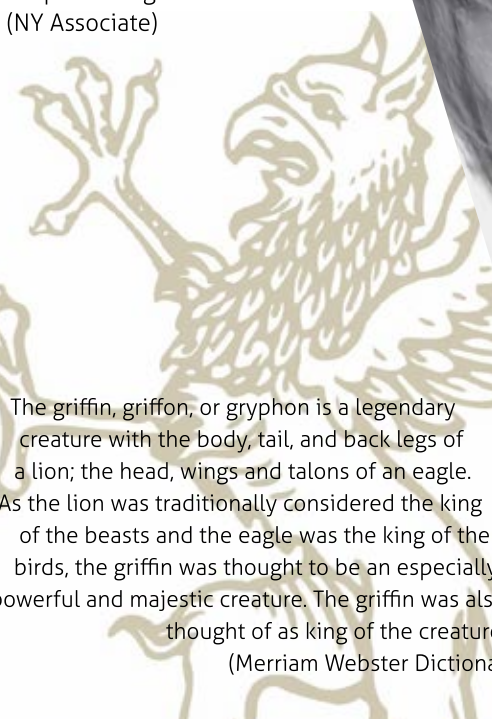 (NY Associate)
The griffin, griffon, or gryphon is a legendary
creature with the body, tail, and back legs of
a lion; the head, wings and talons of an eagle.
As the lion was traditionally considered the king
of the beasts and the eagle was the king of the
birds, the griffin was thought to be an especially
powerful and majestic creature. The griffin was als
thought of as king of the creature
(Merriam Webster Dictiona